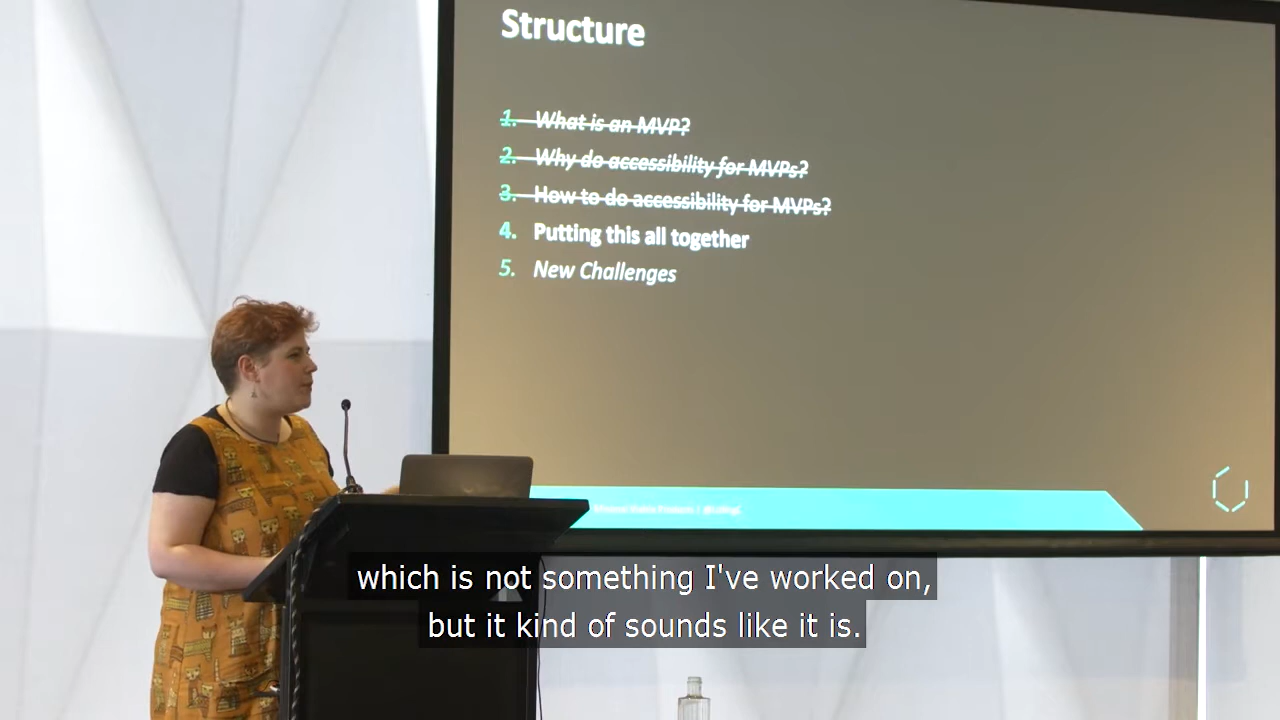 Structure
1. What is an MVP?
2. Why do accessibility for MVPs?
3. How to do accessibility for MVPs?
4. Putting this all together
5. New Challenges
which is not something I've worked on,
but it kind of sounds like it is.